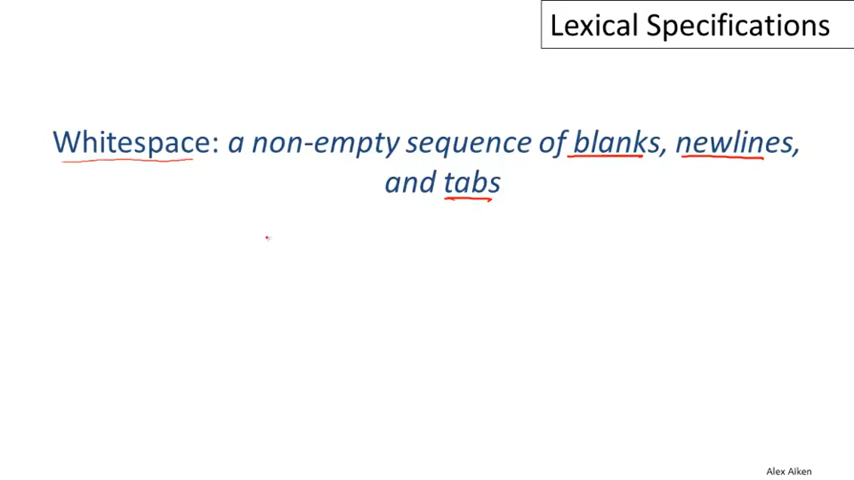 Lexical Specifications
Whitespace: a non-empty sequence of blanks, newlines,
and tabs
Alex Aiken